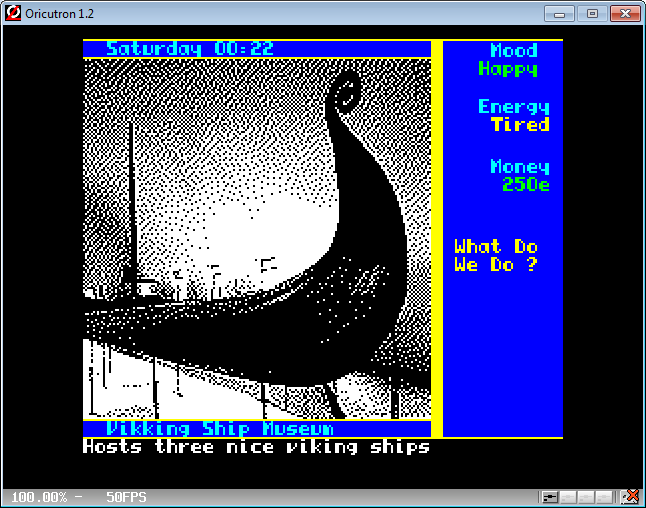 Oricutron 1.2
Saturday 00:22
Mood
Happy
Energy
Tired
Money
250e
What Do
We Do ?
Vikking Ship Museum
Hosts three nice viking ships
100.00% - 50FPS